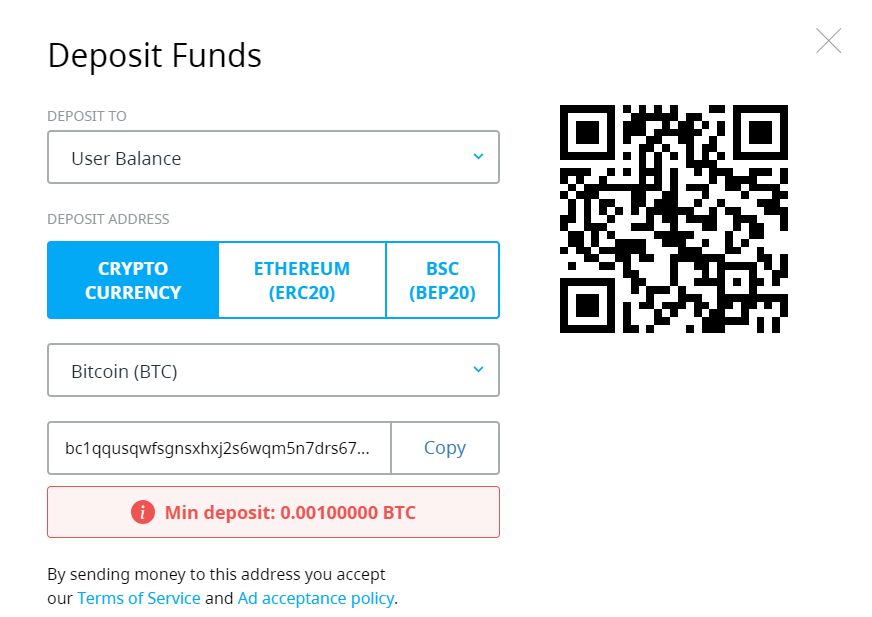 Deposit Funds
DEPOSIT TO
User Balance
DEPOSIT ADDRESS
CRYPTO
CURRENCY
ETHEREUM
(ERC20)
BSC
(BEP20)
Bitcoin (BTC)
bc1qqusqwfsgnsxhxj2s6wqm5n7drs67...
Copy
i Min deposit: 0.00100000 BTC
By sending money to this address you accept
our Terms of Service and Ad acceptance policy.